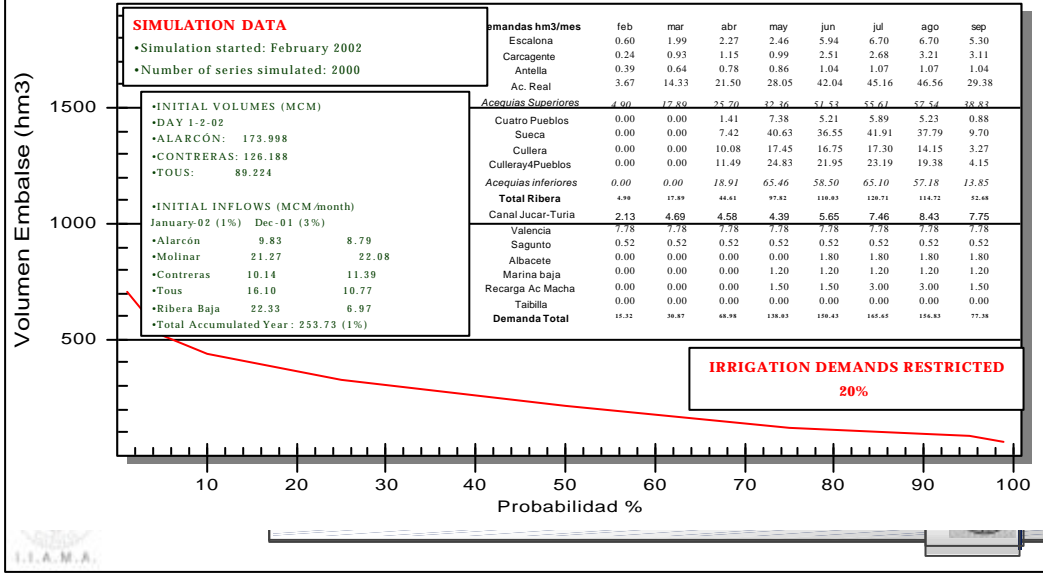 SIMULATION DATA
•Simulation started: February 2002
•Number of series simulated: 2000
•INITIAL VOLUMES (MCM)
•DAY 1-2-02
•ALARCÓN: 173.998
•CONTRERAS: 126.188
•TOUS: 89.224
•INITIAL INFLOWS (MCM/month)
January-02 (1%) Dec-01 (3%)
•Alarcón 9.83 8.79
•Molinar 21.27 22.08
•Contreras 10.14 11.39
•Tous 16.10 10.77
•Ribera Baja 22.33 6.97
•Total Accumulated Year: 253.73 (1%)
emandas hm3/mes feb mar abr may jun jul ago sep
Escalona 0.60 1.99 2.27 2.46 5.94 6.70 6.70 5.30
Carcagente 0.24 0.93 1.15 0.99 2.51 2.68 3.21 3.11
Antella 0.39 0.64 0.78 0.86 1.04 1.07 1.07 1.04
Ac. Real 3.67 14.33 21.50 28.05 42.04 45.16 46.56 29.38
Acequias Superiores 4.90 17.89 25.70 32.36 51.53 55.61 57.54 38.83
Cuatro Pueblos 0.00 0.00 1.41 7.38 5.21 5.89 5.23 0.88
Sueca 0.00 0.00 7.42 40.63 36.55 41.91 37.79 9.70
Cullera 0.00 0.00 10.08 17.45 16.75 17.30 14.15 3.27
Culleray4Pueblos 0.00 0.00 11.49 24.83 21.95 23.19 19.38 4.15
Acequias inferiores 0.00 0.00 18.91 65.46 58.50 65.10 57.18 13.85
Total Ribera 4.90 17.89 44.61 97.82 110.03 120.71 114.72 52.68
Canal Jucar-Turia 2.13 4.69 4.58 4.39 5.65 7.46 8.43 7.75
Valencia 7.78 7.78 7.78 7.78 7.78 7.78 7.78 7.78
Sagunto 0.52 0.52 0.52 0.52 0.52 0.52 0.52 0.52
Albacete 0.00 0.00 0.00 0.00 1.80 1.80 1.80 1.80
Marina baja 0.00 0.00 0.00 1.20 1.20 1.20 1.20 1.20
Recarga Ac Macha 0.00 0.00 0.00 1.50 1.50 3.00 3.00 1.50
Taibilla 0.00 0.00 0.00 0.00 0.00 0.00 0.00 0.00
Demanda Total 15.32 30.87 68.98 138.03 150.43 165.65 156.83 77.38
IRRIGATION DEMANDS RESTRICTED
20%
Volumen Embalse (hm3)
1500
1000
500
10 20 30 40 50 60 70 80 90 100
Probabilidad %
I.I.A.M.A.